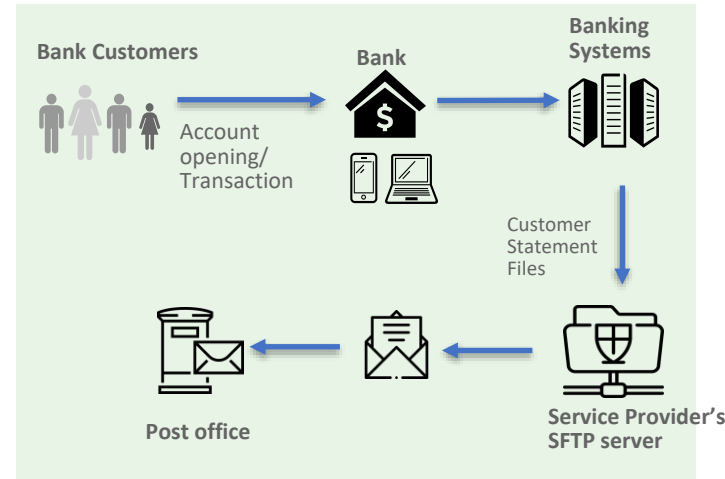 Bank Customers
Bank
Banking
Systems
Account
opening/
Transaction
$
Customer
Statement
Files
Post office
Service Provider's
SFTP server